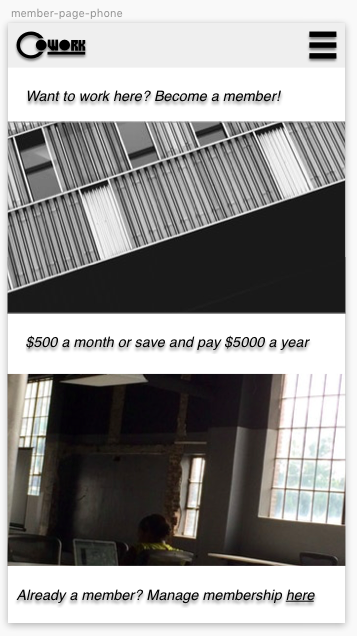 member-page-phone
COWORK
Want to work here? Become a member!
$500 a month or save and pay $5000 a year
Already a member? Manage membership here